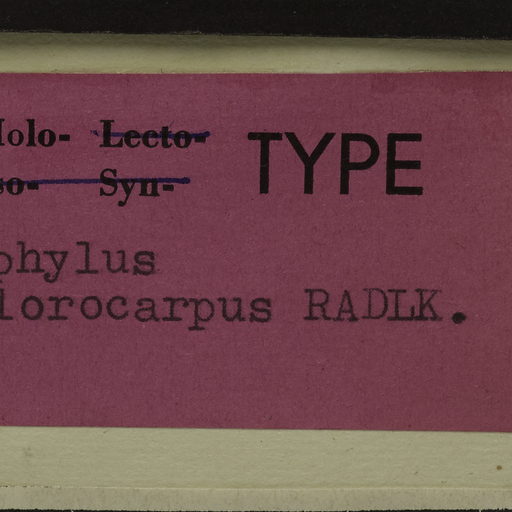 Holo- Lecto- TYPE
so- Syn-
phylus
lorocarpus RADLK.